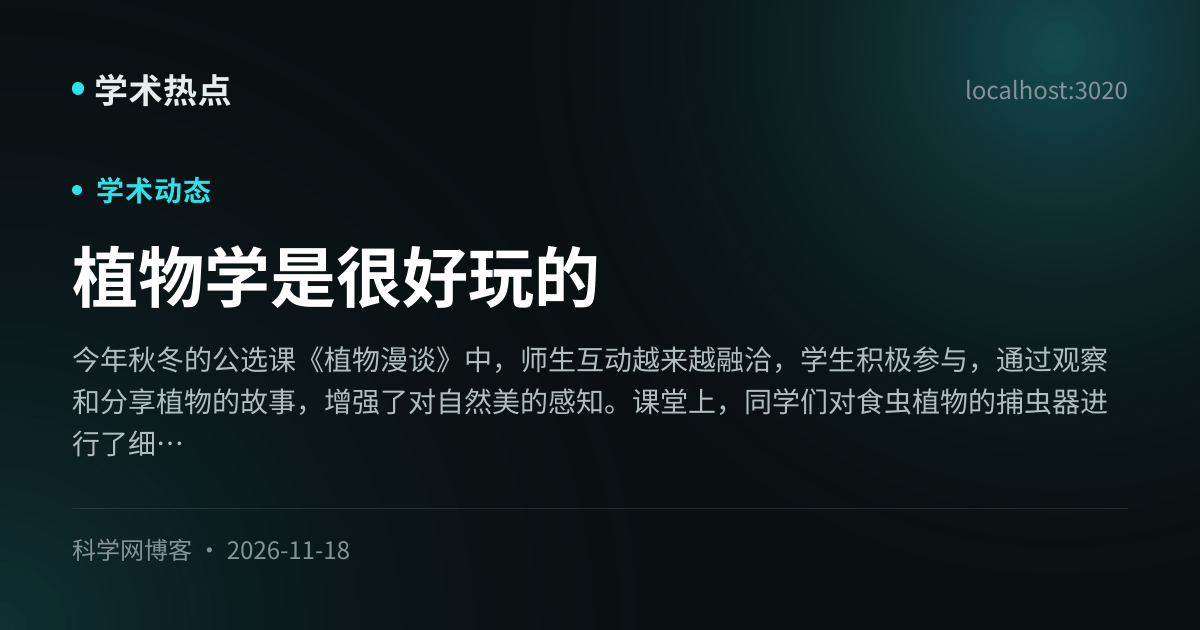 学术热点
localhost:3020
学术动态
植物学是很好玩的
今年秋冬的公选课《植物漫谈》中，师生互动越来越融洽，学生积极参与，通过观察
和分享植物的故事，增强了对自然美的感知。课堂上，同学们对食虫植物的捕虫器进
行了细…
科学网博客 · 2026-11-18